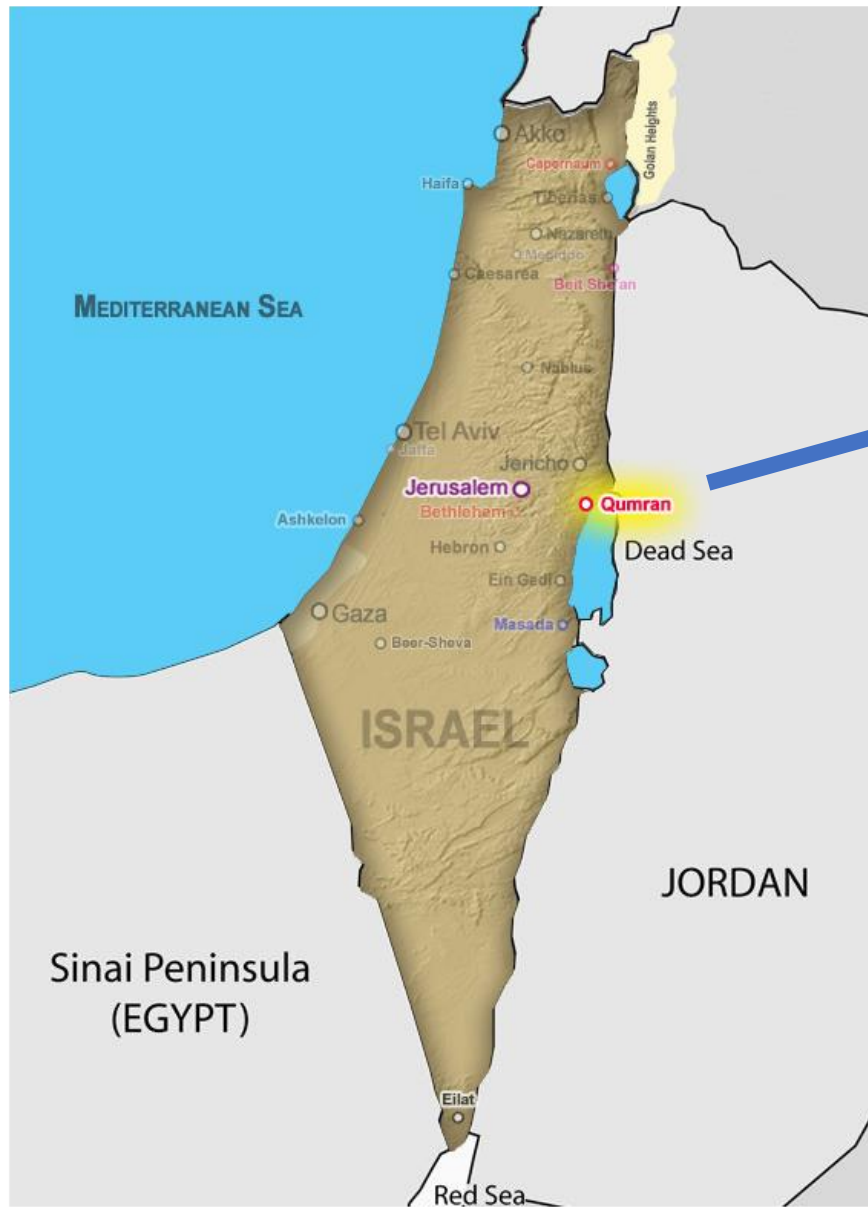 Akko
Golan Heights
Capernaum
Haifa
Tiberias
Nazareth
Megiddo
Caesarea
Beit She'an
MEDITERRANEAN SEA
Nablus
Tel Aviv
Jaffa
Jericho
Jerusalem
Qumran
Bethlehem
Ashkelon
Hebron
Dead Sea
Ein Gedi
Gaza
Masada
Beer-Sheva
ISRAEL
JORDAN
Sinai Peninsula
(EGYPT)
Eilat
Red Sea